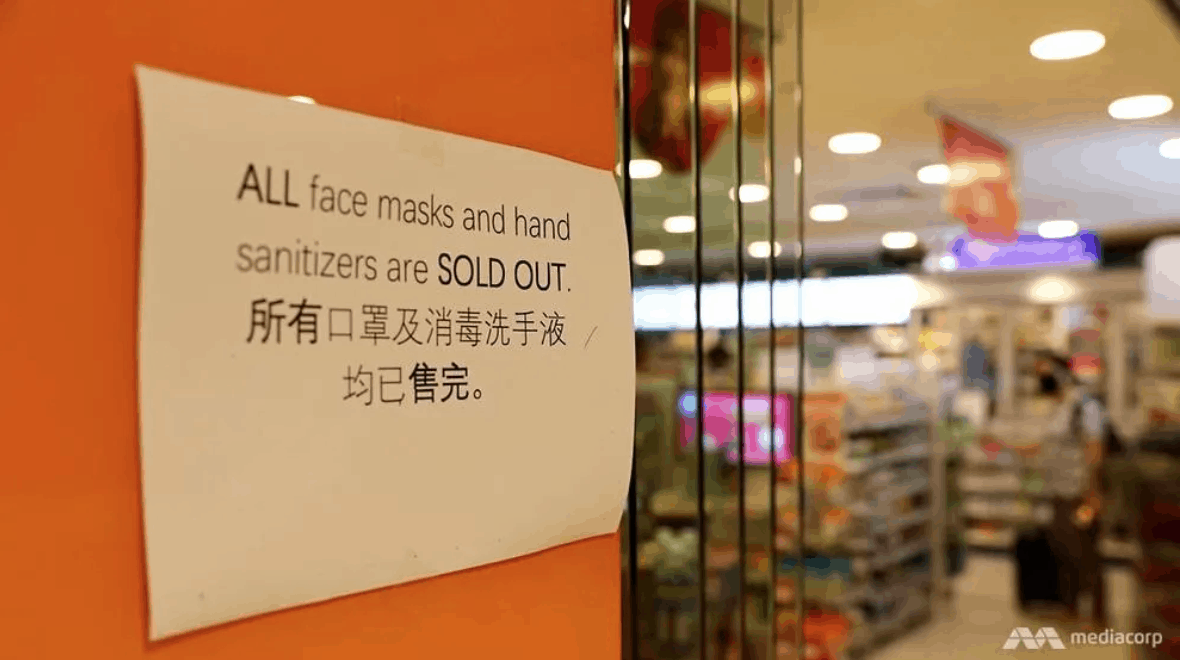 ALL face masks and hand
sanitizers are SOLD OUT.
所有口罩及消毒洗手液
均已售完。
mediacorp